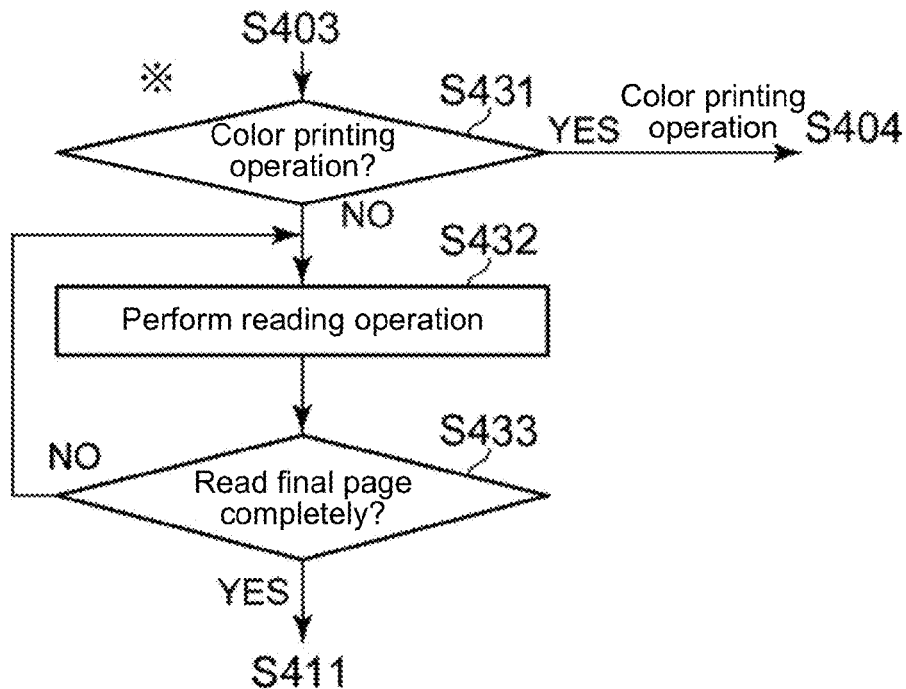 S403
※
S431
Color printing
operation?
YES
Color printing
operation
S404
NO
S432
Perform reading operation
S433
NO
Read final page
completely?
YES
S411